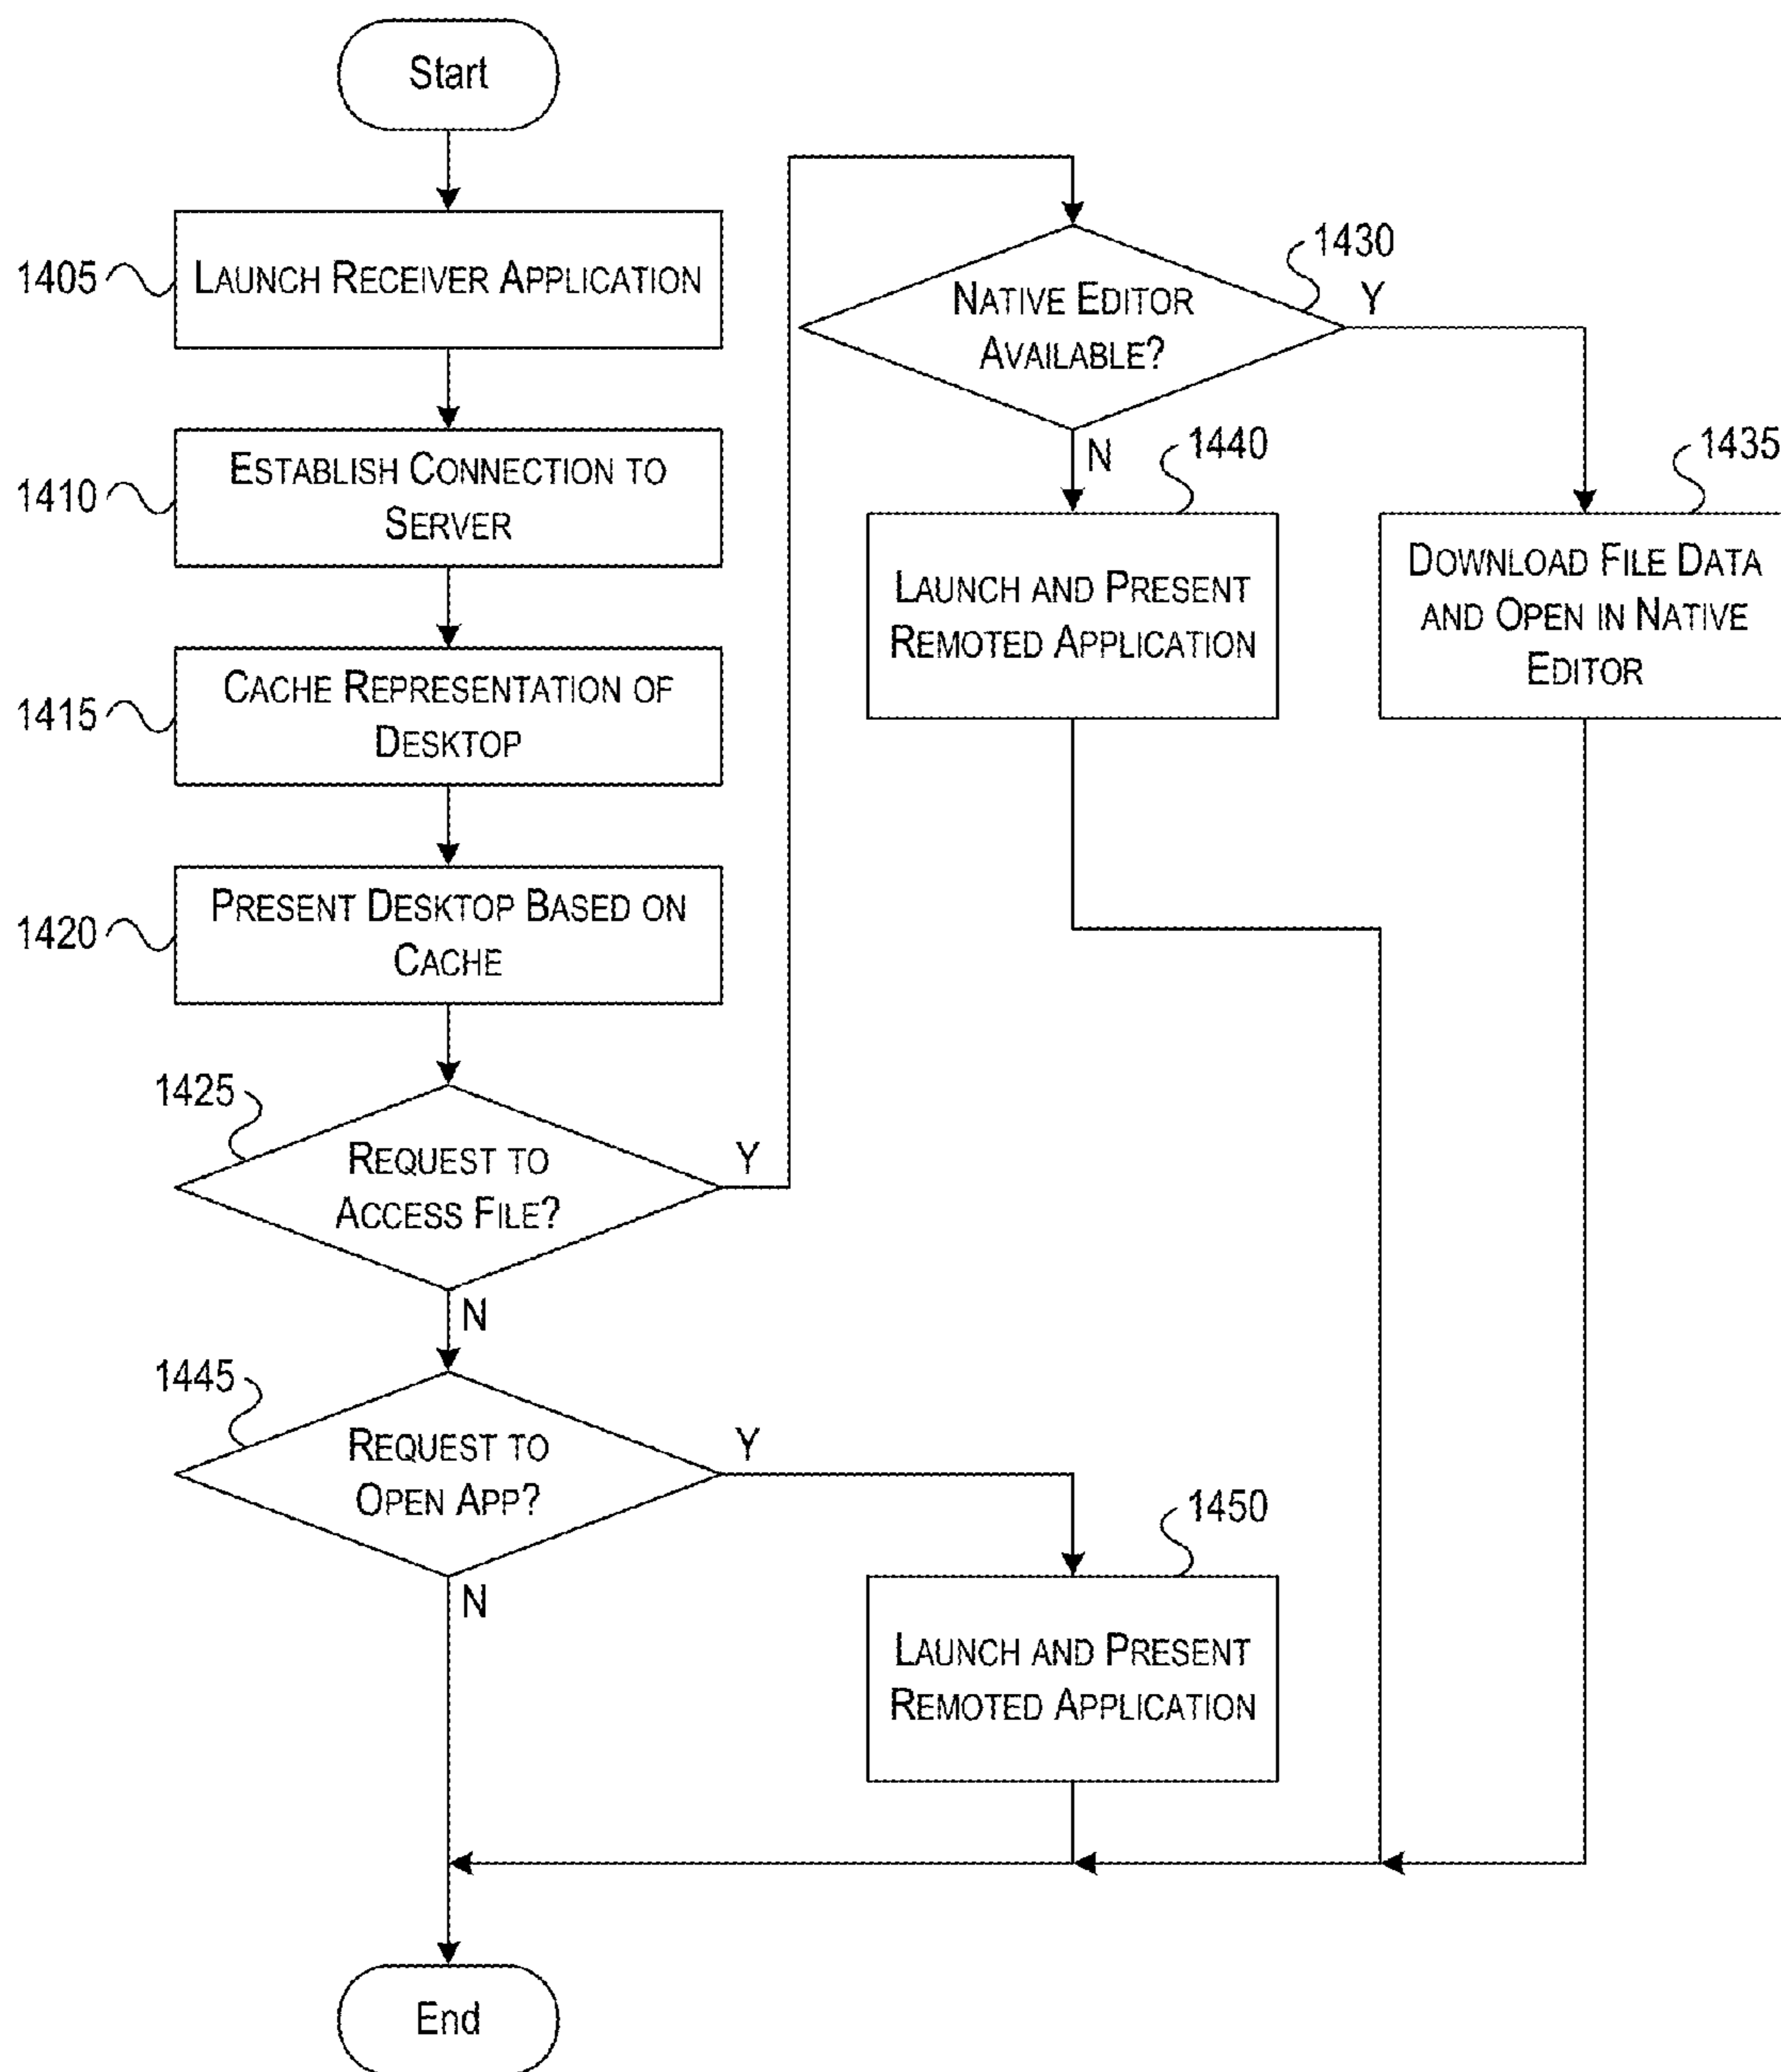 Start
1405
LAUNCH RECEIVER APPLICATION
1410
ESTABLISH CONNECTION TO
SERVER
1415
CACHE REPRESENTATION OF
DESKTOP
1420
PRESENT DESKTOP BASED ON
CACHE
1425
REQUEST TO
ACCESS FILE?
Y
N
1430
NATIVE EDITOR
AVAILABLE?
Y
N
1435
DOWNLOAD FILE DATA
AND OPEN IN NATIVE
EDITOR
1440
LAUNCH AND PRESENT
REMOTED APPLICATION
1445
REQUEST TO
OPEN APP?
Y
N
1450
LAUNCH AND PRESENT
REMOTED APPLICATION
End